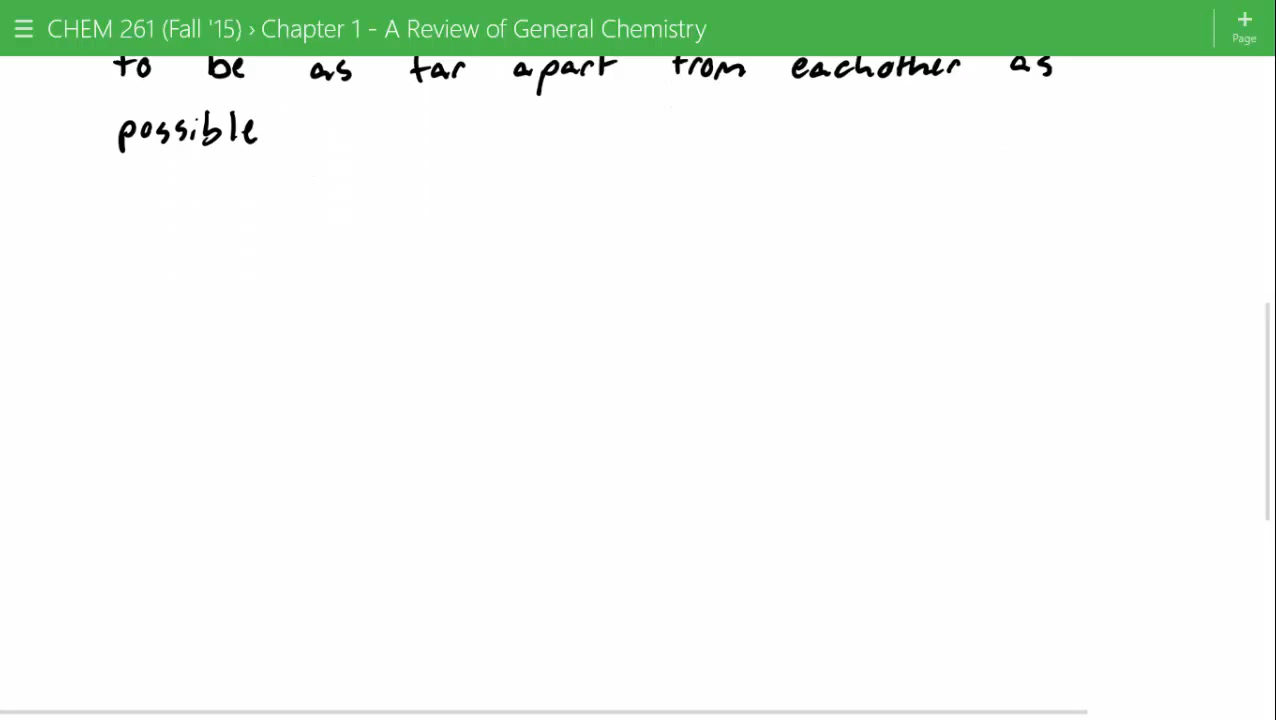 CHEM 261 (Fall '15) › Chapter 1 - A Review of General Chemistry
+
Page
to be as far apart from eachother as
possible